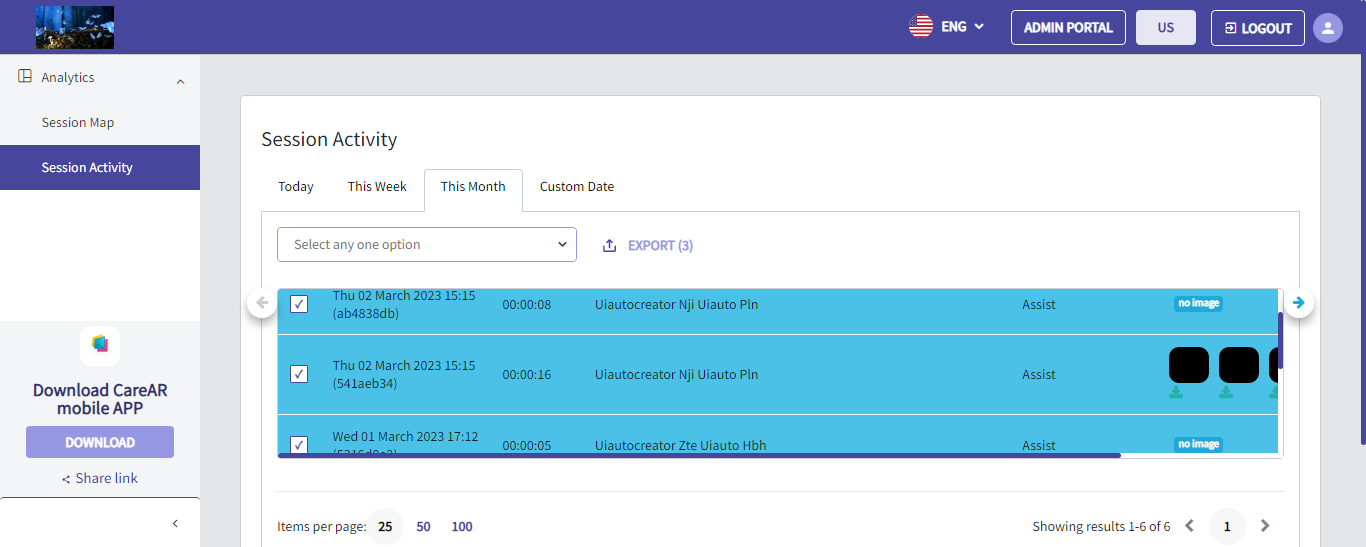 ENG
ADMIN PORTAL
US
LOGOUT
Analytics
Session Map
Session Activity
Download CareAR
mobile APP
DOWNLOAD
Share link
Session Activity
Today This Week This Month Custom Date
Select any one option
EXPORT (3)
Thu 02 March 2023 15:15
(ab4838db)
00:00:08 Uiautocreator Nji Uiauto Pln Assist no image
Thu 02 March 2023 15:15
(541aeb34)
00:00:16 Uiautocreator Nji Uiauto Pln Assist
Wed 01 March 2023 17:12
00:00:05 Uiautocreator Zte Uiauto Hbh Assist no image
Items per page: 25 50 100
Showing results 1-6 of 6 1